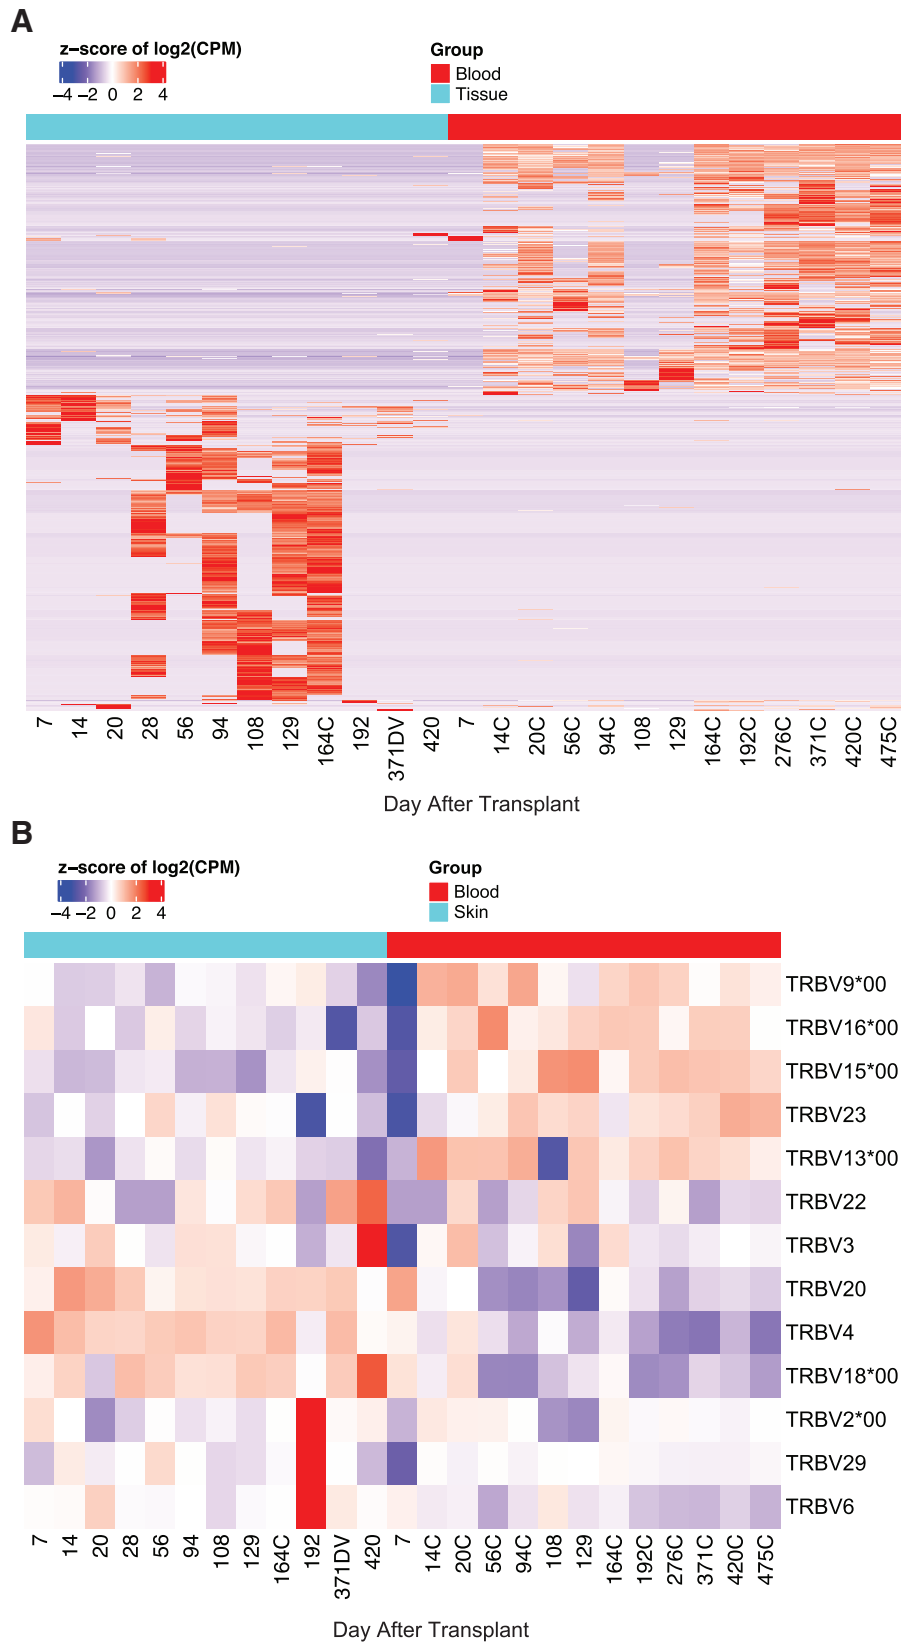 A
z−score of log2(CPM)
−4 −2 0 2 4
Group
Blood
Tissue
7 14 20 28 56 94 108 129 164C 192 371DV 420 7 14C 20C 56C 94C 108 129 164C 192C 276C 371C 420C 475C
Day After Transplant
B
z−score of log2(CPM)
−4 −2 0 2 4
Group
Blood
Skin
TRBV9*00
TRBV16*00
TRBV15*00
TRBV23
TRBV13*00
TRBV22
TRBV3
TRBV20
TRBV4
TRBV18*00
TRBV2*00
TRBV29
TRBV6
7 14 20 28 56 94 108 129 164C 192 371DV 420 7 14C 20C 56C 94C 108 129 164C 192C 276C 371C 420C 475C
Day After Transplant